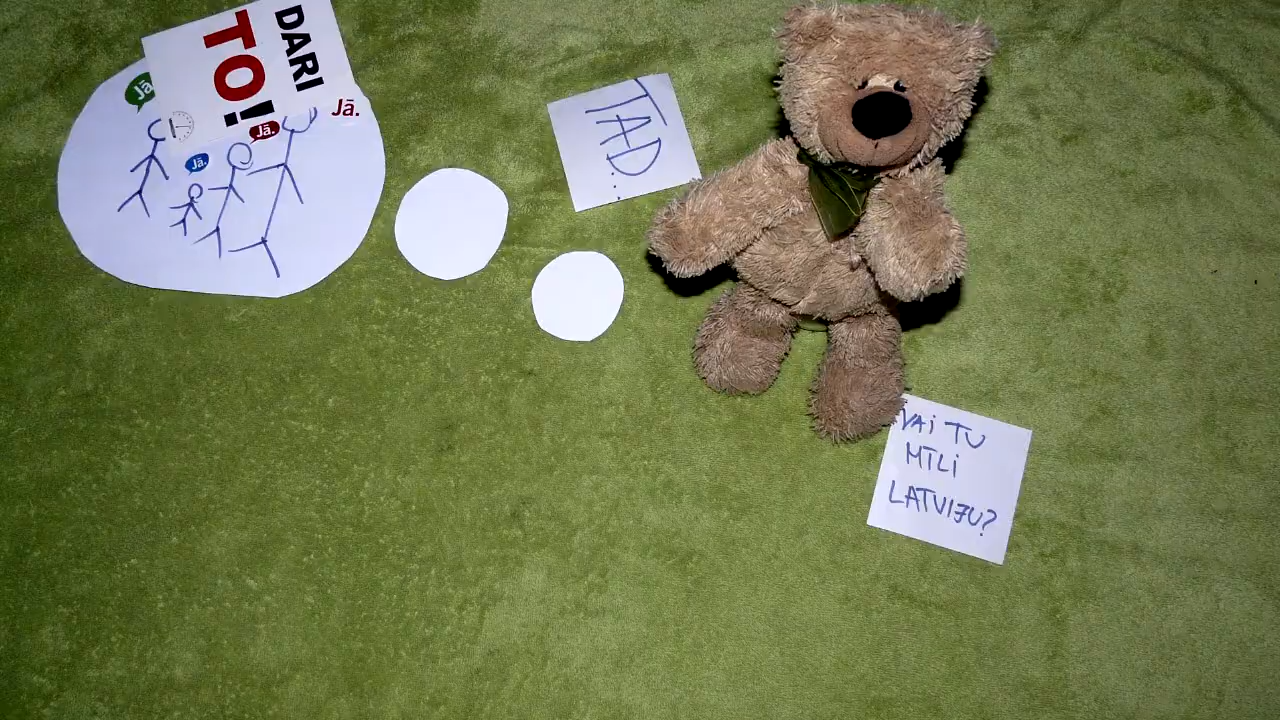 DARI
TO!
Jā
Jā.
Jā.
Jā.
TAD..
VAI TU
MĪLI
LATVIJU?